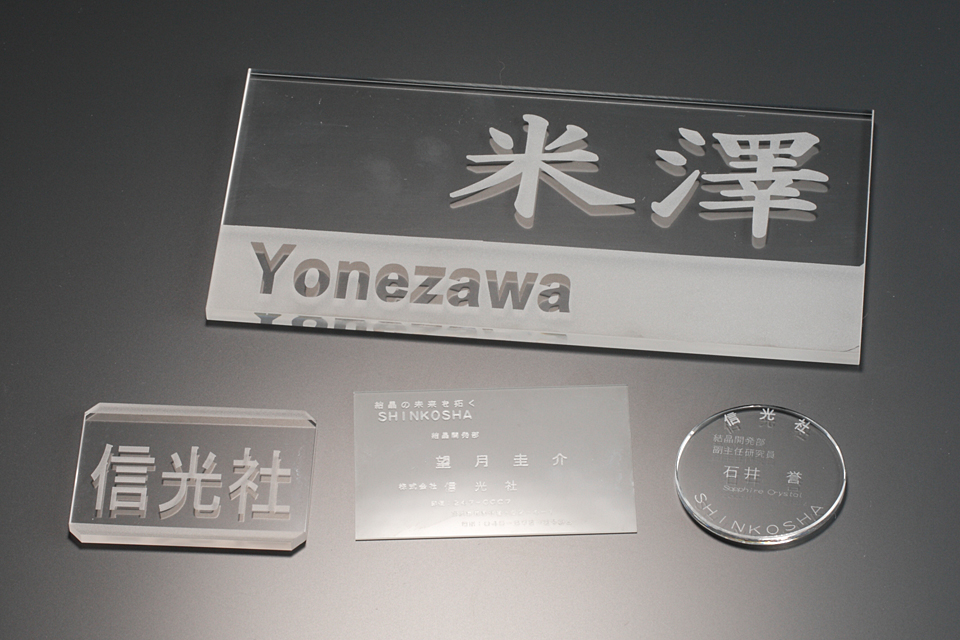 米澤
Yonezawa
信光社
結晶の未来を拓く
SHINKOSHA
結晶開発部
望月圭介
株式会社 信光社
信光社
結晶開発部
副主任研究員
石井 誉
Sapphire Crystal
SHINKOSHA